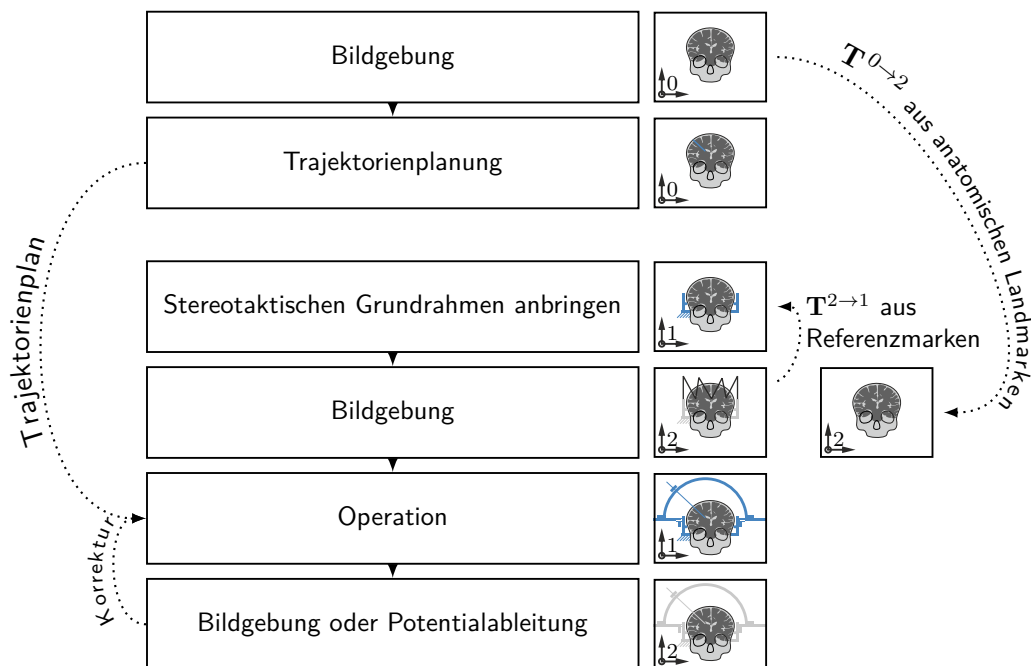 Bildgebung
0
T^{0→2} aus anatomischen Landmarken
Trajektorienplanung
0
Trajektorienplan
Stereotaktischen Grundrahmen anbringen
1
T^{2→1} aus
Referenzmarken
Bildgebung
2
2
Operation
1
Korrektur
Bildgebung oder Potentialableitung
2